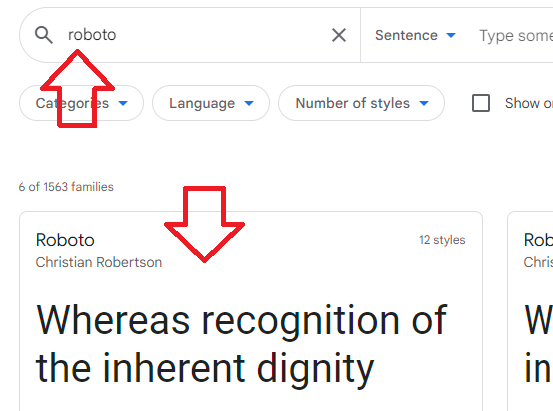 roboto Sentence Type some
Categories Language Number of styles Show
6 of 1563 families
Roboto 12 styles
Christian Robertson
Whereas recognition of
the inherent dignity